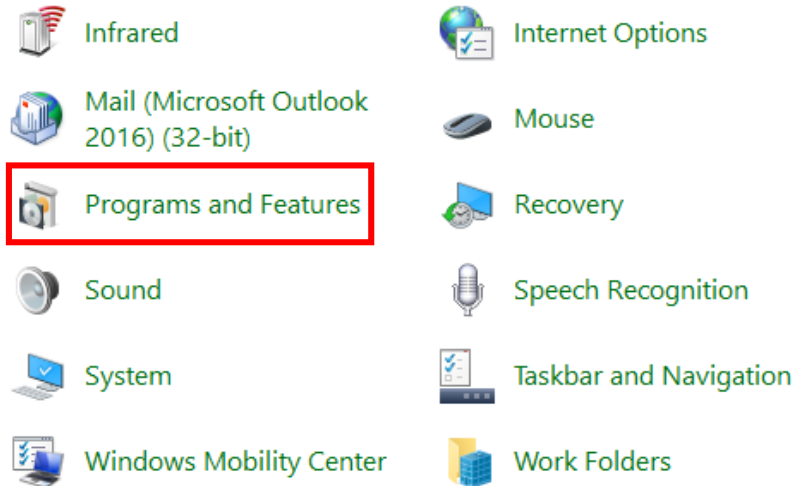 Infrared
Internet Options
Mail (Microsoft Outlook
2016) (32-bit)
Mouse
Programs and Features
Recovery
Sound
Speech Recognition
System
Taskbar and Navigation
Windows Mobility Center
Work Folders